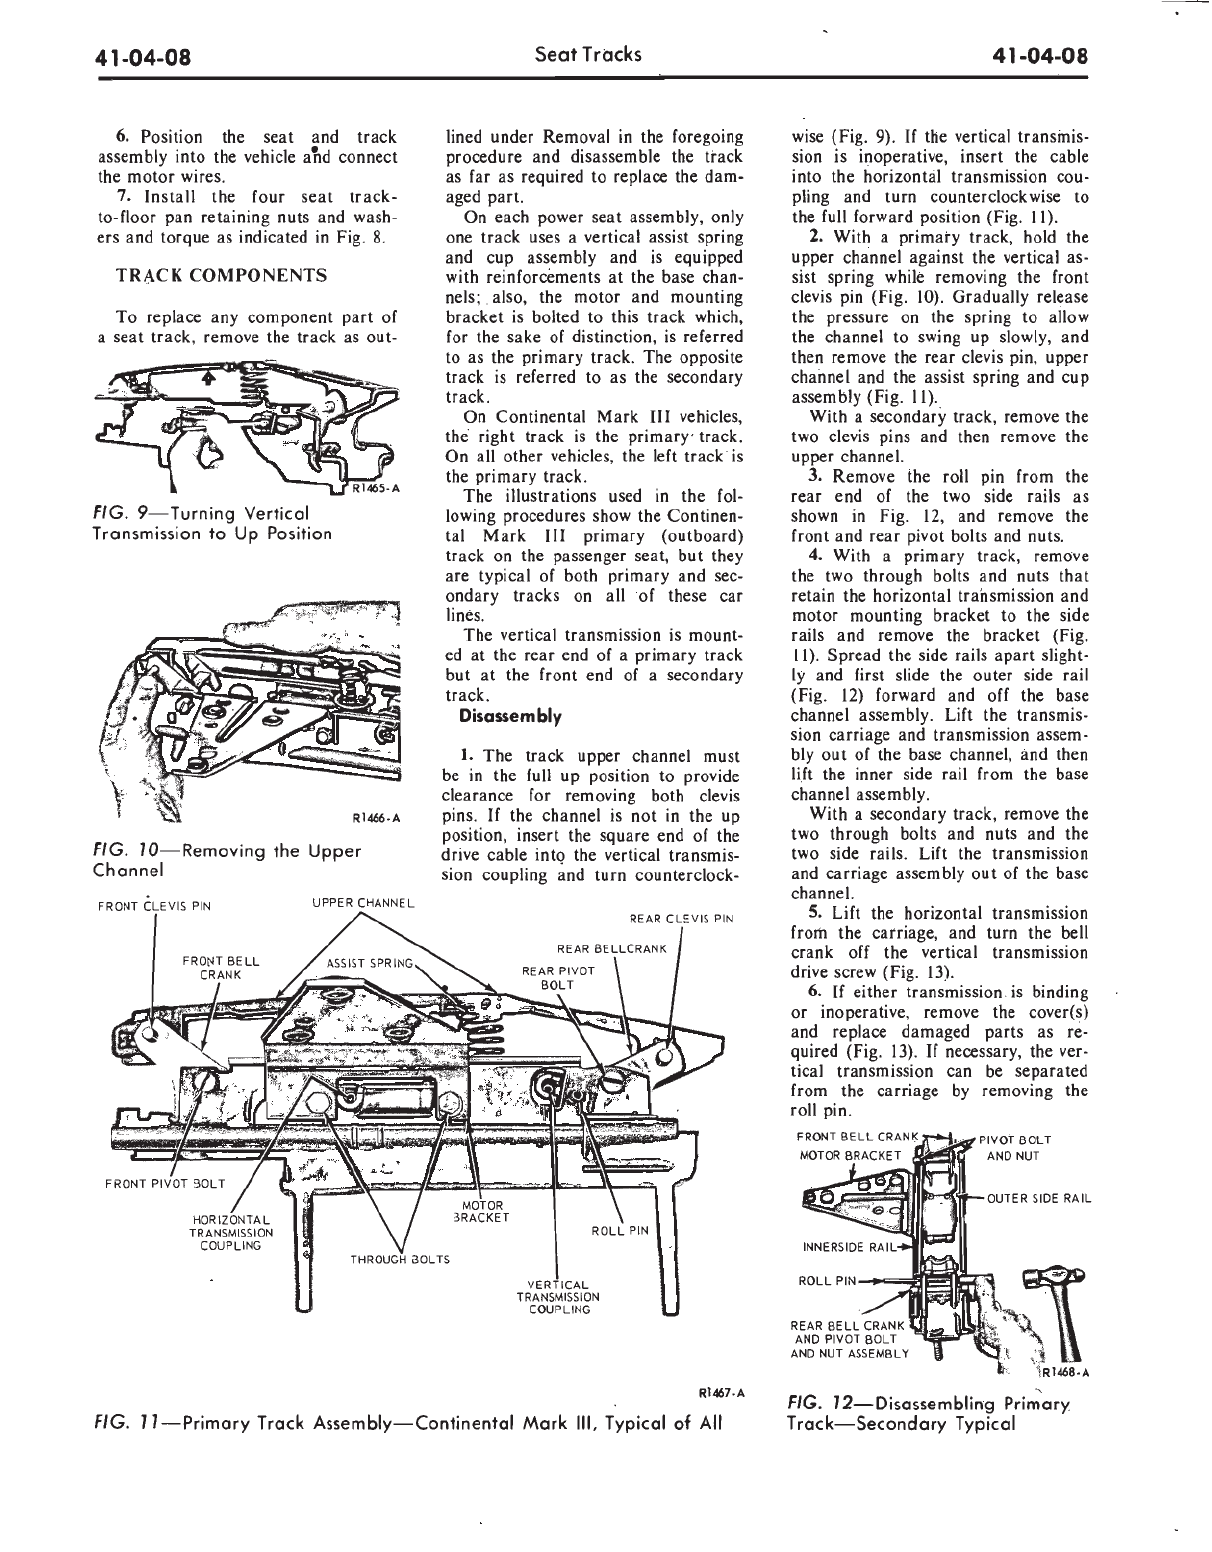 41-04-08
Seat Tracks
41-04-08
6. Position the seat and track
assembly into the vehicle and connect
the motor wires.
7. Install the four seat track-
to-floor pan retaining nuts and wash-
ers and torque as indicated in Fig. 8.
TRACK COMPONENTS
To replace any component part of
a seat track, remove the track as out-
R1465-A
FIG. 9—Turning Vertical
Transmission to Up Position
R1466-A
FIG. 10—Removing the Upper
Channel
lined under Removal in the foregoing
procedure and disassemble the track
as far as required to replace the dam-
aged part.
On each power seat assembly, only
one track uses a vertical assist spring
and cup assembly and is equipped
with reinforcements at the base chan-
nels; also, the motor and mounting
bracket is bolted to this track which,
for the sake of distinction, is referred
to as the primary track. The opposite
track is referred to as the secondary
track.
On Continental Mark III vehicles,
the right track is the primary track.
On all other vehicles, the left track is
the primary track.
The illustrations used in the fol-
lowing procedures show the Continen-
tal Mark III primary (outboard)
track on the passenger seat, but they
are typical of both primary and sec-
ondary tracks on all of these car
lines.
The vertical transmission is mount-
ed at the rear end of a primary track
but at the front end of a secondary
track.
Disassembly
1. The track upper channel must
be in the full up position to provide
clearance for removing both clevis
pins. If the channel is not in the up
position, insert the square end of the
drive cable into the vertical transmis-
sion coupling and turn counterclock-
wise (Fig. 9). If the vertical transmis-
sion is inoperative, insert the cable
into the horizontal transmission cou-
pling and turn counterclockwise to
the full forward position (Fig. 11).
2. With a primary track, hold the
upper channel against the vertical as-
sist spring while removing the front
clevis pin (Fig. 10). Gradually release
the pressure on the spring to allow
the channel to swing up slowly, and
then remove the rear clevis pin, upper
channel and the assist spring and cup
assembly (Fig. 11).
With a secondary track, remove the
two clevis pins and then remove the
upper channel.
3. Remove the roll pin from the
rear end of the two side rails as
shown in Fig. 12, and remove the
front and rear pivot bolts and nuts.
4. With a primary track, remove
the two through bolts and nuts that
retain the horizontal transmission and
motor mounting bracket to the side
rails and remove the bracket (Fig.
11). Spread the side rails apart slight-
ly and first slide the outer side rail
(Fig. 12) forward and off the base
channel assembly. Lift the transmis-
sion carriage and transmission assem-
bly out of the base channel, and then
lift the inner side rail from the base
channel assembly.
With a secondary track, remove the
two through bolts and nuts and the
two side rails. Lift the transmission
and carriage assembly out of the base
channel.
5. Lift the horizontal transmission
from the carriage, and turn the bell
crank off the vertical transmission
drive screw (Fig. 13).
6. If either transmission is binding
or inoperative, remove the cover(s)
and replace damaged parts as re-
quired (Fig. 13). If necessary, the ver-
tical transmission can be separated
from the carriage by removing the
roll pin.
FRONT CLEVIS PIN
UPPER CHANNEL
REAR CLEVIS PIN
FRONT BELL
CRANK
ASSIST SPRING
REAR BELLCRANK
REAR PIVOT
BOLT
FRONT PIVOT BOLT
HORIZONTAL
TRANSMISSION
COUPLING
THROUGH BOLTS
MOTOR
BRACKET
ROLL PIN
VERTICAL
TRANSMISSION
COUPLING
R1467-A
FIG. 11—Primary Track Assembly—Continental Mark III, Typical of All
FRONT BELL CRANK
MOTOR BRACKET
PIVOT BOLT
AND NUT
OUTER SIDE RAIL
INNERSIDE RAIL
ROLL PIN
REAR BELL CRANK
AND PIVOT BOLT
AND NUT ASSEMBLY
R1468-A
FIG. 12—Disassembling Primary
Track—Secondary Typical